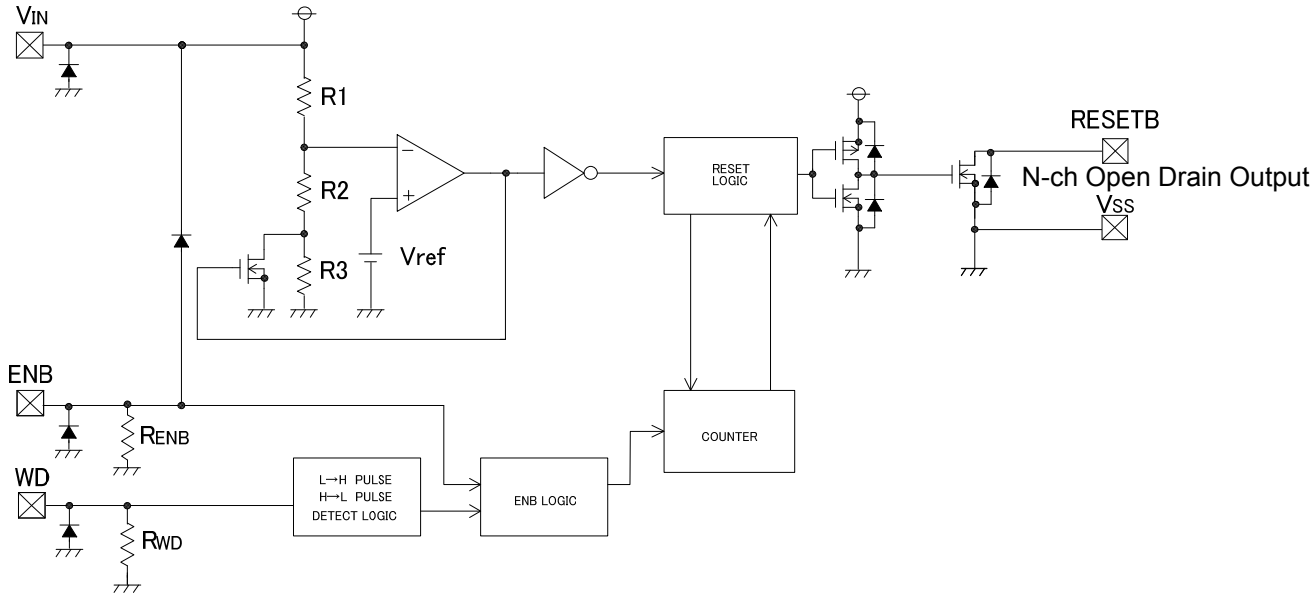 VIN
R1
R2
R3
Vref
RESET
LOGIC
RESETB
N-ch Open Drain Output
VSS
ENB
RENB
COUNTER
WD
RWD
L→H PULSE
H→L PULSE
DETECT LOGIC
ENB LOGIC
− 
+